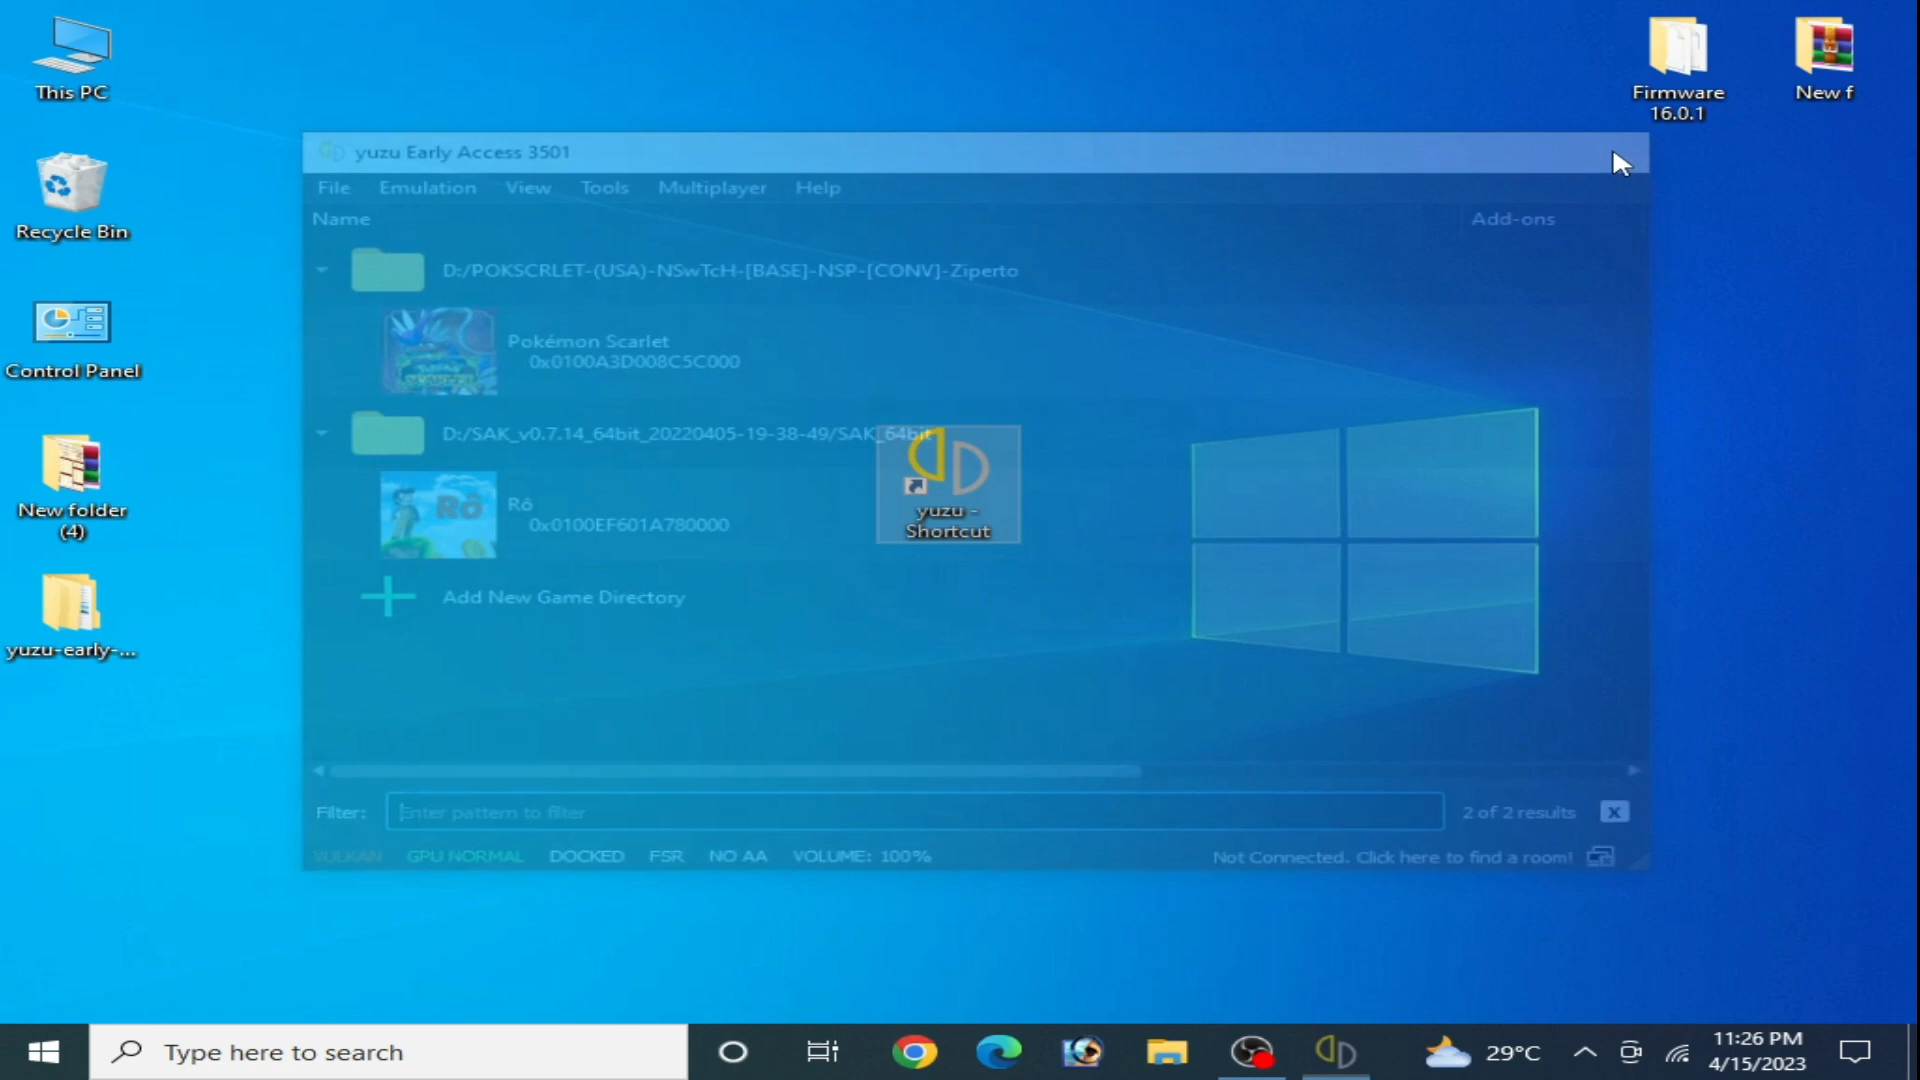 This PC
Recycle Bin
Control Panel
New folder
(4)
yuzu-early-...
Firmware
16.0.1
New f
yuzu Early Access 3501
File Emulation View Tools Multiplayer Help
Name Add-ons
D:/POKSCRLET-(USA)-NSwTcH-[BASE]-NSP-[CONV]-Ziperto
Pokémon Scarlet
0x0100A3D008C5C000
D:/SAK_v0.7.14_64bit_20220405-19-38-49/SAK_64bit
Rô
Rô
0x0100EF601A780000
yuzu -
Shortcut
Add New Game Directory
Filter: Enter pattern to filter 2 of 2 results X
VULKAN GPU NORMAL DOCKED FSR NO AA VOLUME: 100% Not Connected. Click here to find a room!
Type here to search
29°C
11:26 PM
4/15/2023